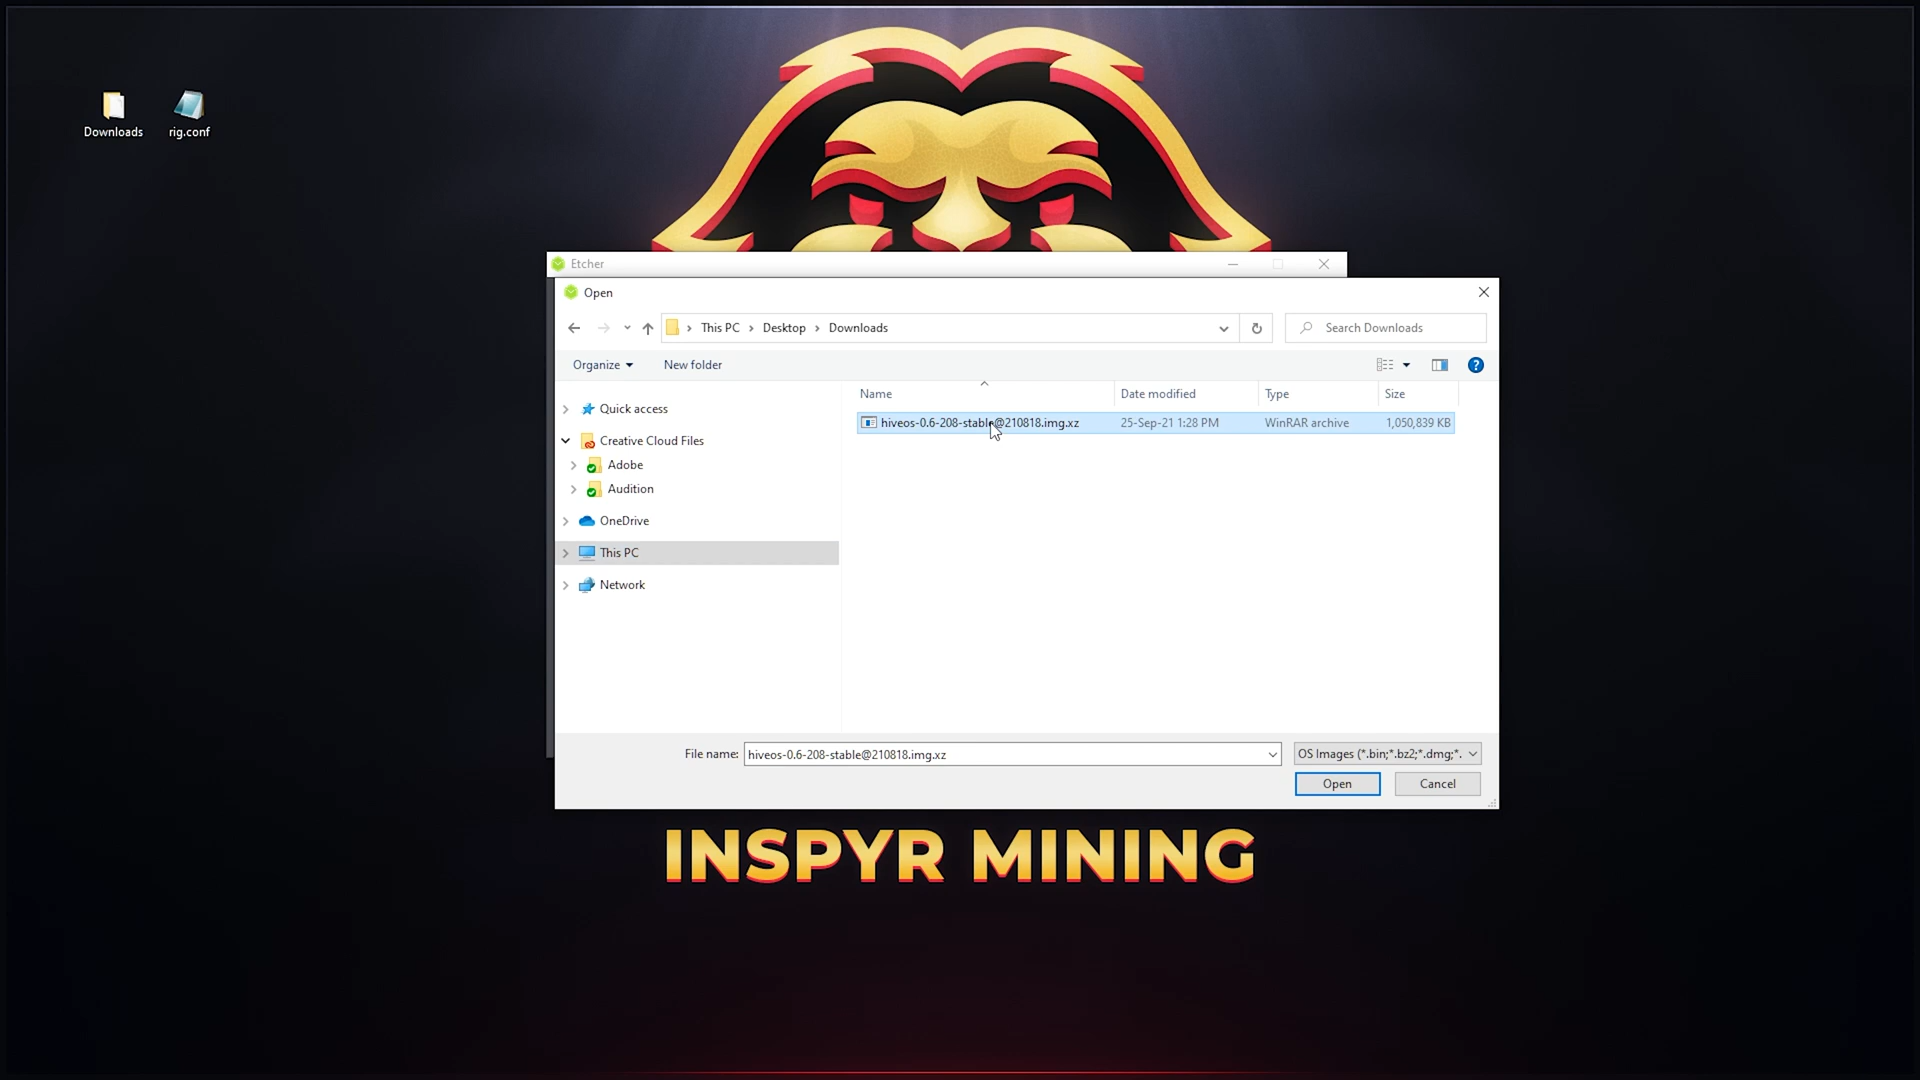 Downloads
rig.conf
Etcher
Open
This PC
Desktop
Downloads
Search Downloads
Organize
New folder
Name
Date modified
Type
Size
Quick access
hiveos-0.6-208-stable@210818.img.xz
25-Sep-21 1:28 PM
WinRAR archive
1,050,839 KB
Creative Cloud Files
Adobe
Audition
OneDrive
This PC
Network
File name:
hiveos-0.6-208-stable@210818.img.xz
OS Images (*.bin;*.bz2;*.dmg;*.
Open
Cancel
INSPYR MINING